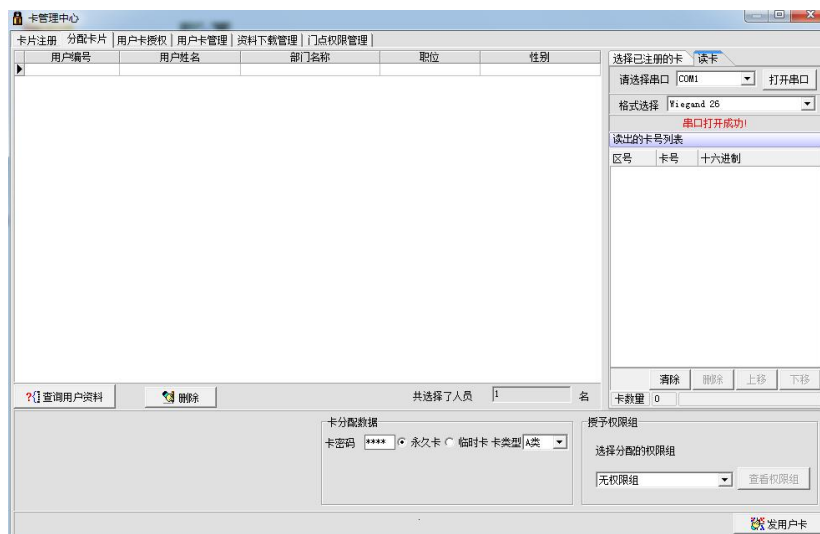 卡管理中心
卡片注册 分配卡片 用户卡授权 用户卡管理 资料下载管理 门点权限管理
用户编号 用户姓名 部门名称 职位 性别
选择已注册的卡 读卡
请选择串口 COM1 打开串口
格式选择 Wiegand 26
串口打开成功!
读出的卡号列表
区号 卡号 十六进制
清除 删除 上移 下移
查询用户资料 删除 共选择了人员 1 名
卡数量 0
卡分配数据
卡密码 **** 永久卡 临时卡 卡类型 A类
授予权限组
选择分配的权限组
无权限组 查看权限组
发用户卡